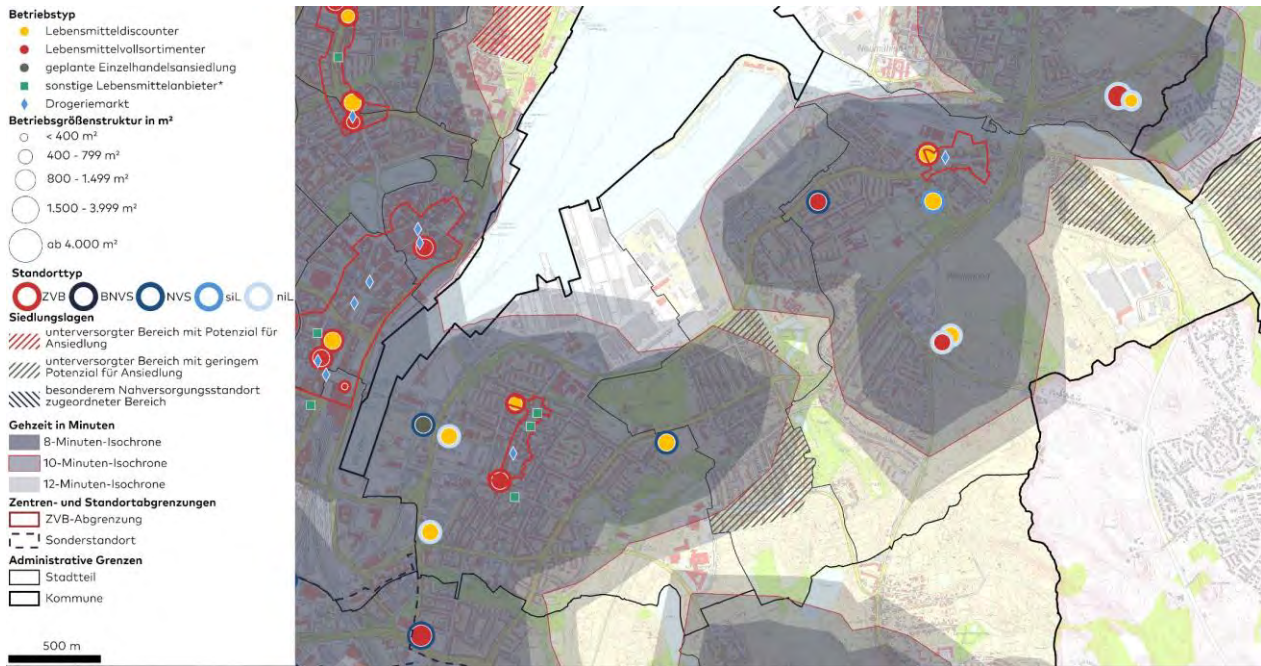 Betriebstyp
Lebensmitteldiscounter
Lebensmittelvollsortimenter
geplante Einzelhandelsansiedlung
sonstige Lebensmittelanbieter*
Drogeriemarkt
Betriebsgrößenstruktur in m²
< 400 m²
400 - 799 m²
800 - 1.499 m²
1.500 - 3.999 m²
ab 4.000 m²
Standorttyp
ZVB BNVS NVS siL niL
Siedlungslagen
unterversorgter Bereich mit Potenzial für
Ansiedlung
unterversorgter Bereich mit geringem
Potenzial für Ansiedlung
besonderem Nahversorgungsstandort
zugeordneter Bereich
Gehzeit in Minuten
8-Minuten-Isochrone
10-Minuten-Isochrone
12-Minuten-Isochrone
Zentren- und Standortabgrenzungen
ZVB-Abgrenzung
Sonderstandort
Administrative Grenzen
Stadtteil
Kommune
500 m